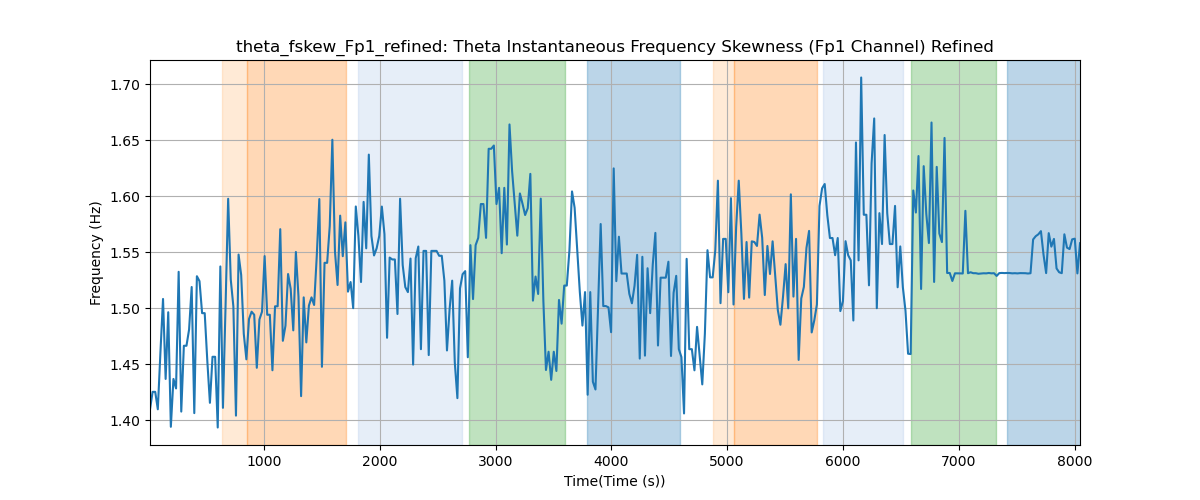 theta_fskew_Fp1_refined: Theta Instantaneous Frequency Skewness (Fp1 Channel) Refined
Frequency (Hz)
1.70
1.65
1.60
1.55
1.50
1.45
1.40
1000 2000 3000 4000 5000 6000 7000 8000
Time(Time (s))